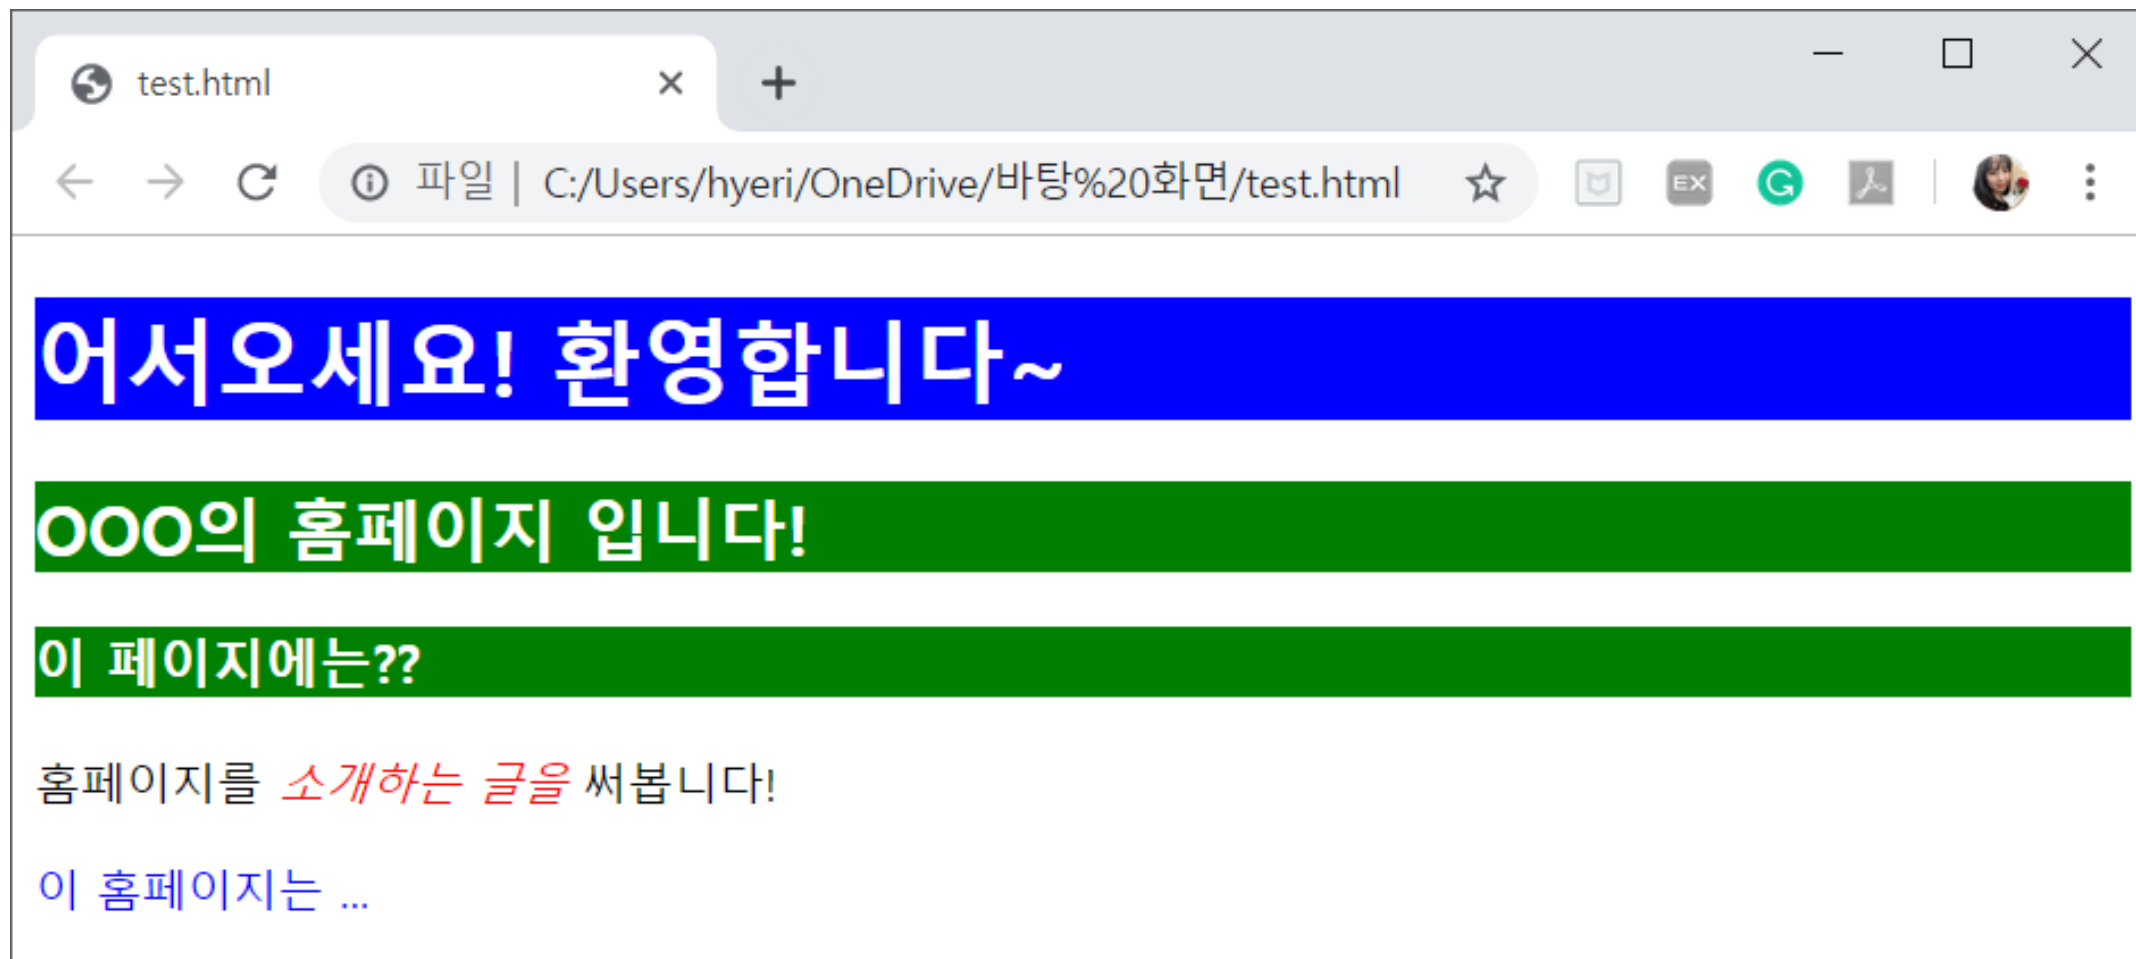 test.html
파일 | C:/Users/hyeri/OneDrive/바탕%20화면/test.html
EX
어서오세요! 환영합니다~
OOO의 홈페이지 입니다!
이 페이지에는??
홈페이지를 소개하는 글을 써봅니다!
이 홈페이지는 ...